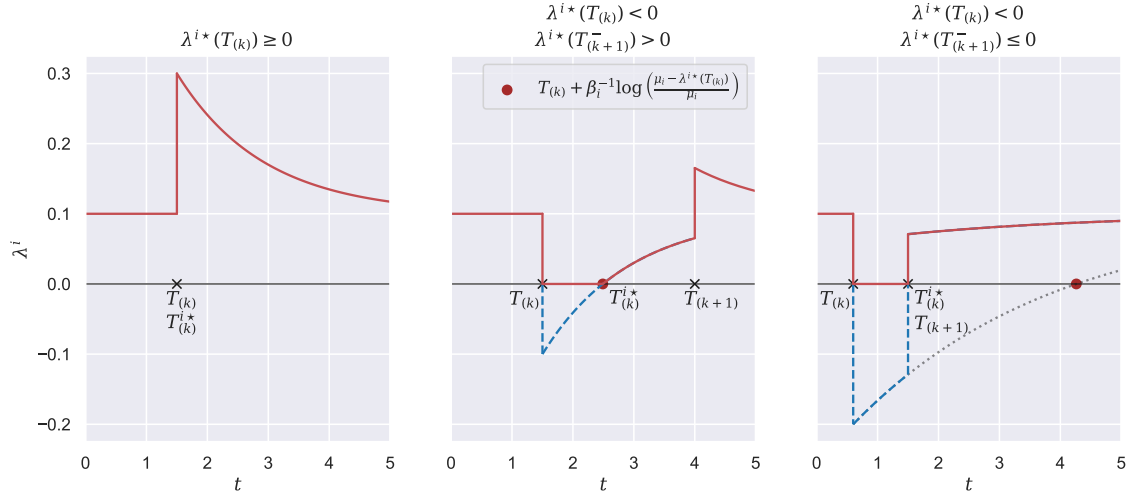 λ^{i⋆}(T_{(k)}) ≥ 0
λ^{i⋆}(T_{(k)}) < 0
λ^{i⋆}(T^−_{(k+1)}) > 0
λ^{i⋆}(T_{(k)}) < 0
λ^{i⋆}(T^−_{(k+1)}) ≤ 0
T_{(k)} + β_i^{−1} log((μ_i − λ^{i⋆}(T_{(k)}))/μ_i)
λ^i
0.3
0.2
0.1
0.0
−0.1
−0.2
T_{(k)}
T^{i⋆}_{(k)}
0 1 2 3 4 5
t
T_{(k)}
T^{i⋆}_{(k)}
T_{(k+1)}
0 1 2 3 4 5
t
T_{(k)}
T^{i⋆}_{(k)}
T_{(k+1)}
0 1 2 3 4 5
t